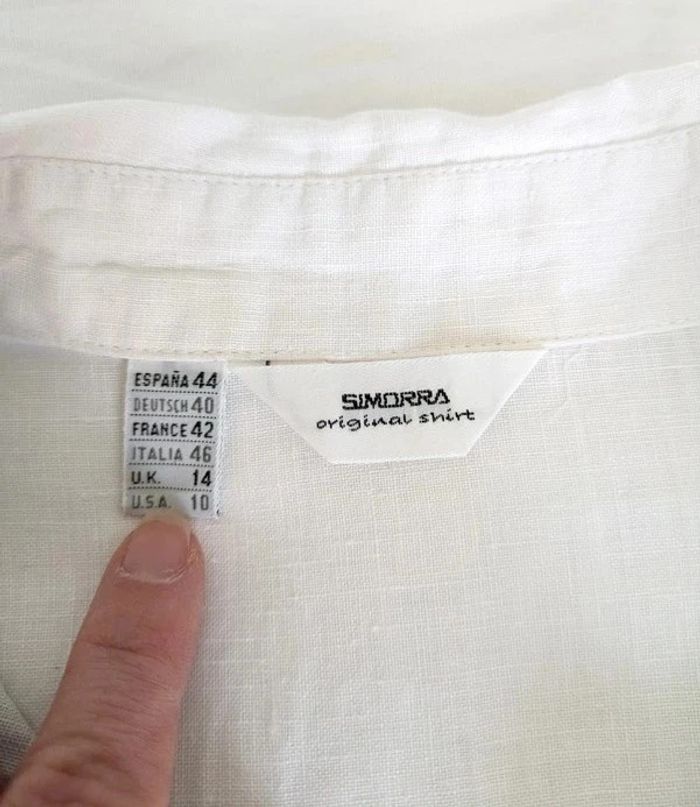 ESPAÑA 44
DEUTSCH 40
FRANCE 42
ITALIA 46
U.K. 14
U.S.A. 10
SIMORRA
original shirt